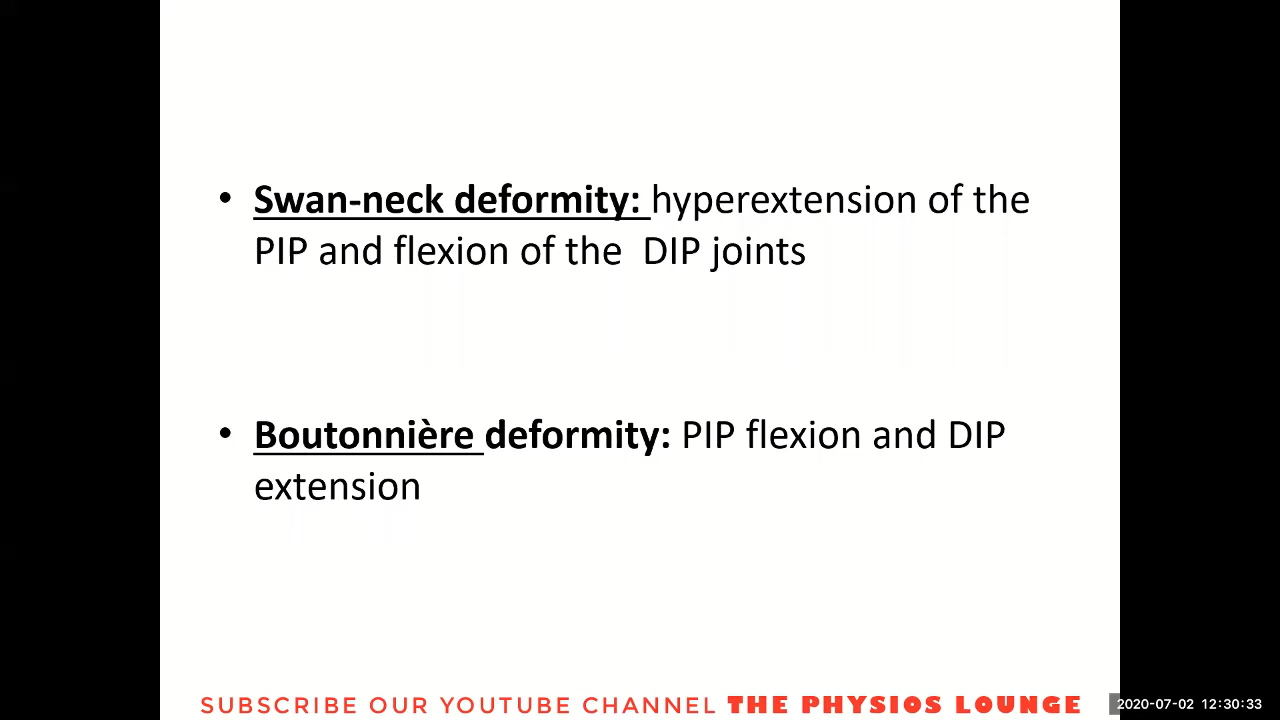 • Swan-neck deformity: hyperextension of the
PIP and flexion of the  DIP joints
• Boutonnière deformity: PIP flexion and DIP
extension
SUBSCRIBE OUR YOUTUBE CHANNEL THE PHYSIOS LOUNGE
2020-07-02 12:30:33